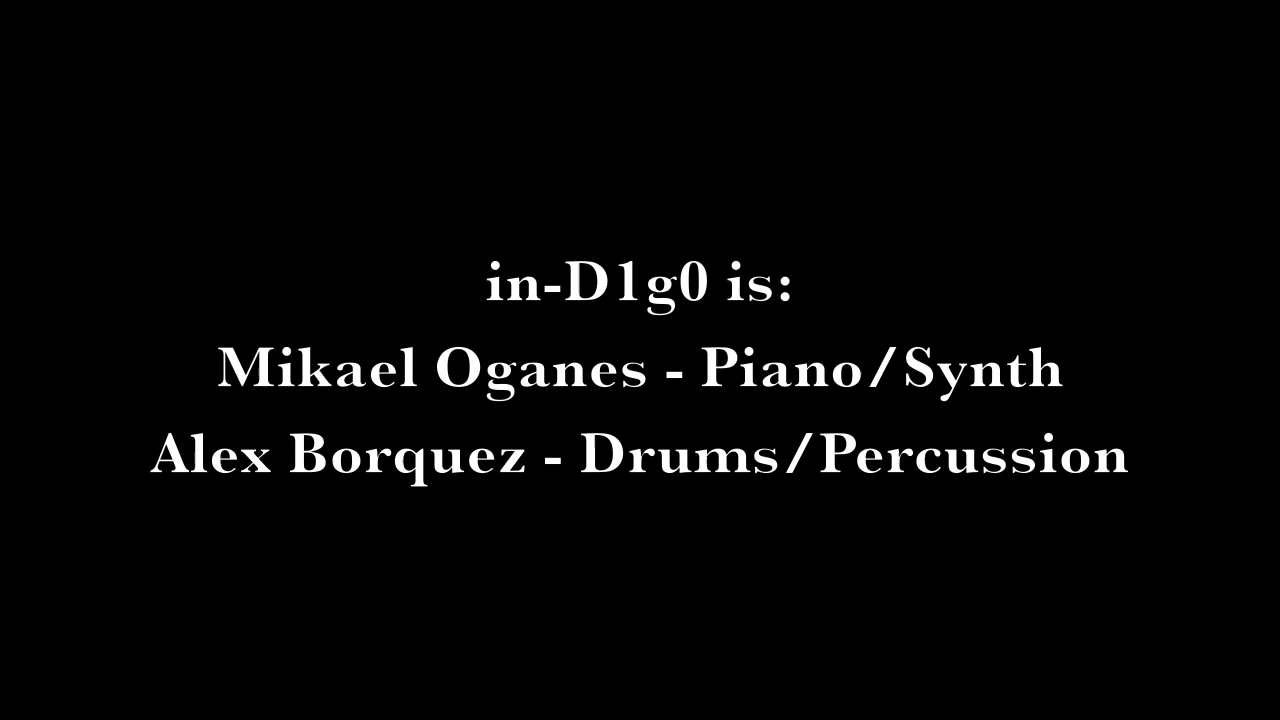 in-D1g0 is:
Mikael Oganes - Piano/Synth
Alex Borquez - Drums/Percussion